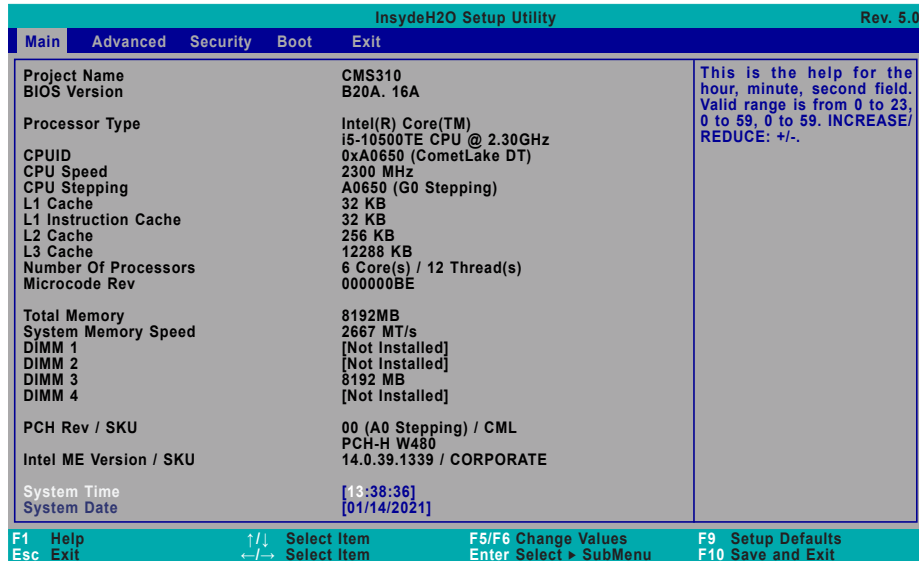 InsydeH2O Setup Utility Rev. 5.0
Main Advanced Security Boot Exit
Project Name CMS310
BIOS Version B20A. 16A
Processor Type Intel(R) Core(TM)
i5-10500TE CPU @ 2.30GHz
CPUID 0xA0650 (CometLake DT)
CPU Speed 2300 MHz
CPU Stepping A0650 (G0 Stepping)
L1 Cache 32 KB
L1 Instruction Cache 32 KB
L2 Cache 256 KB
L3 Cache 12288 KB
Number Of Processors 6 Core(s) / 12 Thread(s)
Microcode Rev 000000BE
Total Memory 8192MB
System Memory Speed 2667 MT/s
DIMM 1 [Not Installed]
DIMM 2 [Not Installed]
DIMM 3 8192 MB
DIMM 4 [Not Installed]
PCH Rev / SKU 00 (A0 Stepping) / CML
PCH-H W480
Intel ME Version / SKU 14.0.39.1339 / CORPORATE
System Time [13:38:36]
System Date [01/14/2021]
This is the help for the
hour, minute, second field.
Valid range is from 0 to 23,
0 to 59, 0 to 59. INCREASE/
REDUCE: +/-.
F1 Help ↑/↓ Select Item F5/F6 Change Values F9 Setup Defaults
Esc Exit ←/→ Select Item Enter Select ▸ SubMenu F10 Save and Exit